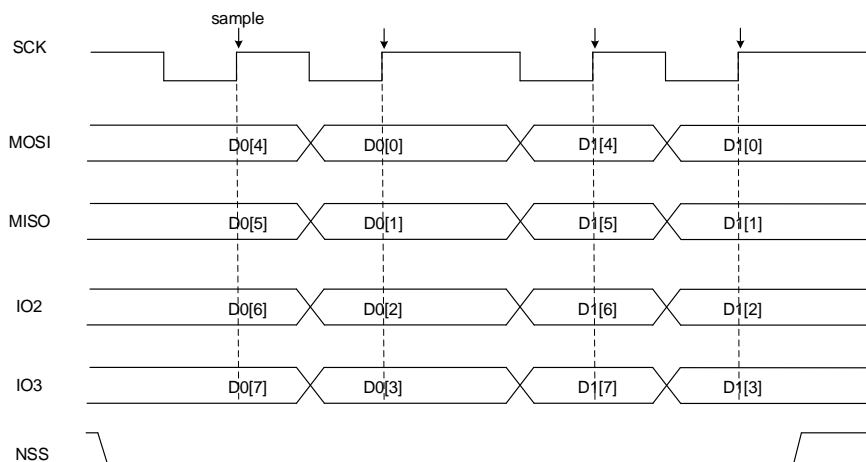 sample
SCK
MOSI D0[4] D0[0] D1[4] D1[0]
MISO D0[5] D0[1] D1[5] D1[1]
IO2 D0[6] D0[2] D1[6] D1[2]
IO3 D0[7] D0[3] D1[7] D1[3]
NSS